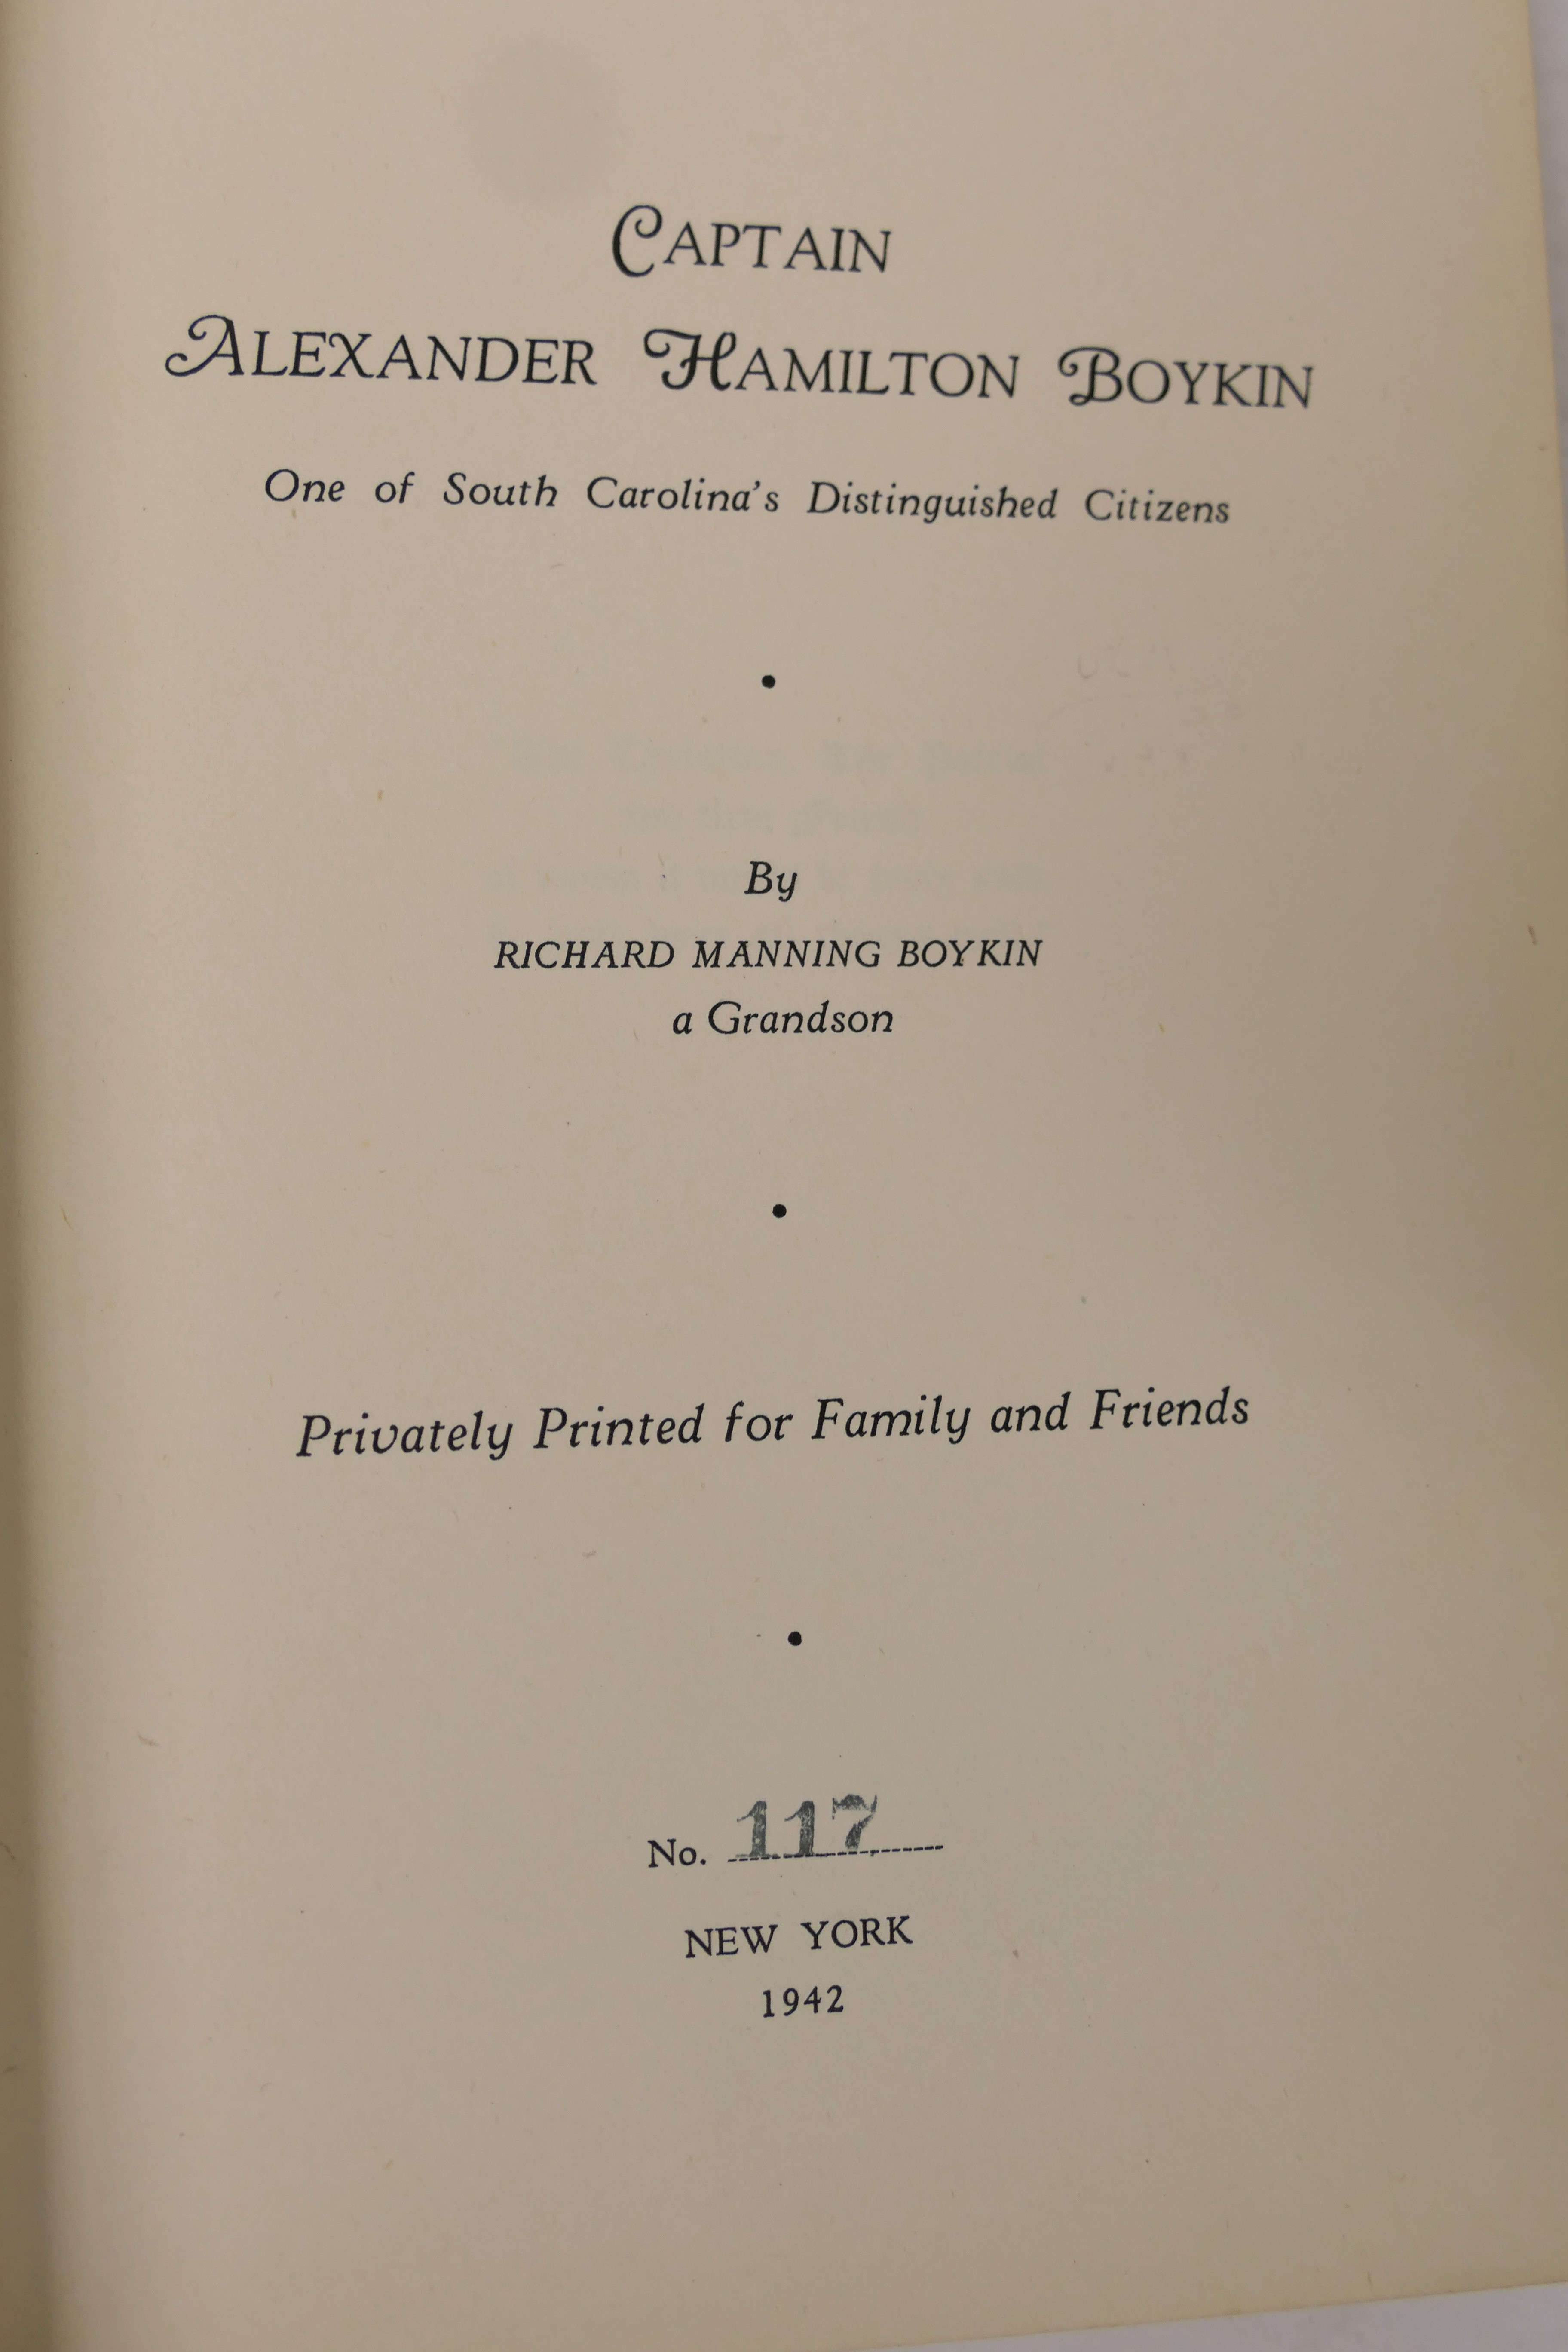 CAPTAIN
ALEXANDER HAMILTON BOYKIN
One of South Carolina's Distinguished Citizens
•
By
RICHARD MANNING BOYKIN
a Grandson
•
Privately Printed for Family and Friends
•
No. 117
NEW YORK
1942